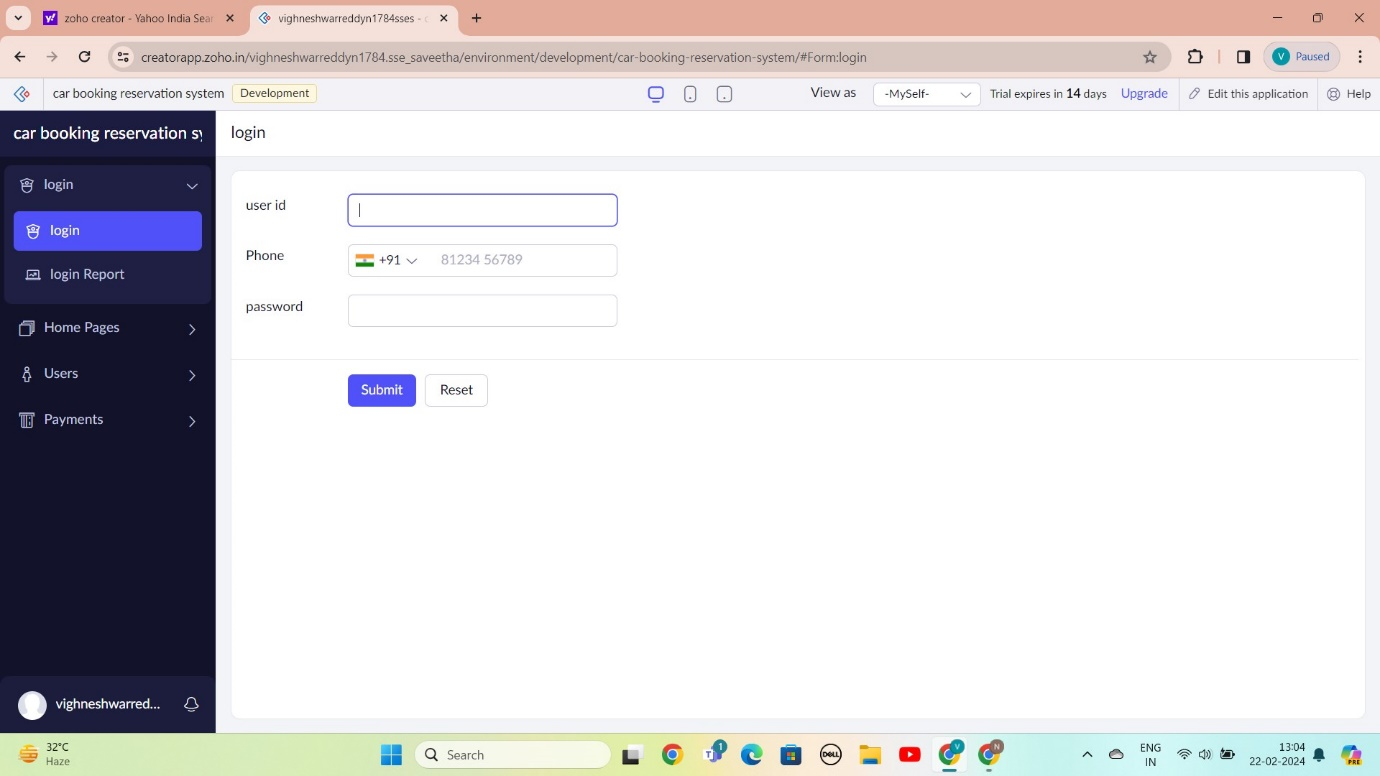 zoho creator - Yahoo India Sear
vighneshwarreddyn1784sses - c
creatorapp.zoho.in/vighneshwarreddyn1784.sse_saveetha/environment/development/car-booking-reservation-system/#Form:login
V Paused
car booking reservation system Development
View as -MySelf- Trial expires in 14 days Upgrade Edit this application Help
car booking reservation sy
login
login
user id
login
Phone +91 81234 56789
login Report
password
Home Pages
Users
Submit Reset
Payments
vighneshwarred...
32°C
Haze
Search
1
DELL
V
N
ENG
IN
13:04
22-02-2024
PRE